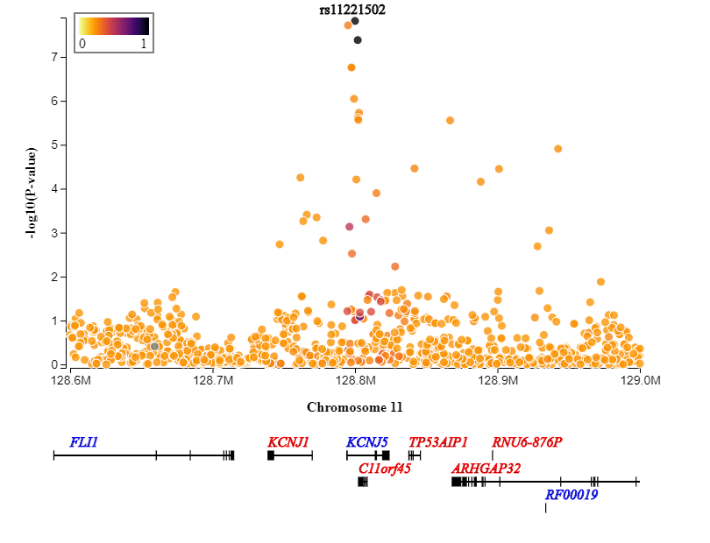 rs11221502
0 1
7
6
5
4
3
2
1
0
-log10(P-value)
128.6M 128.7M 128.8M 128.9M 129.0M
Chromosome 11
FLI1 KCNJ1 KCNJ5 TP53AIP1 RNU6-876P
C11orf45 ARHGAP32
RF00019